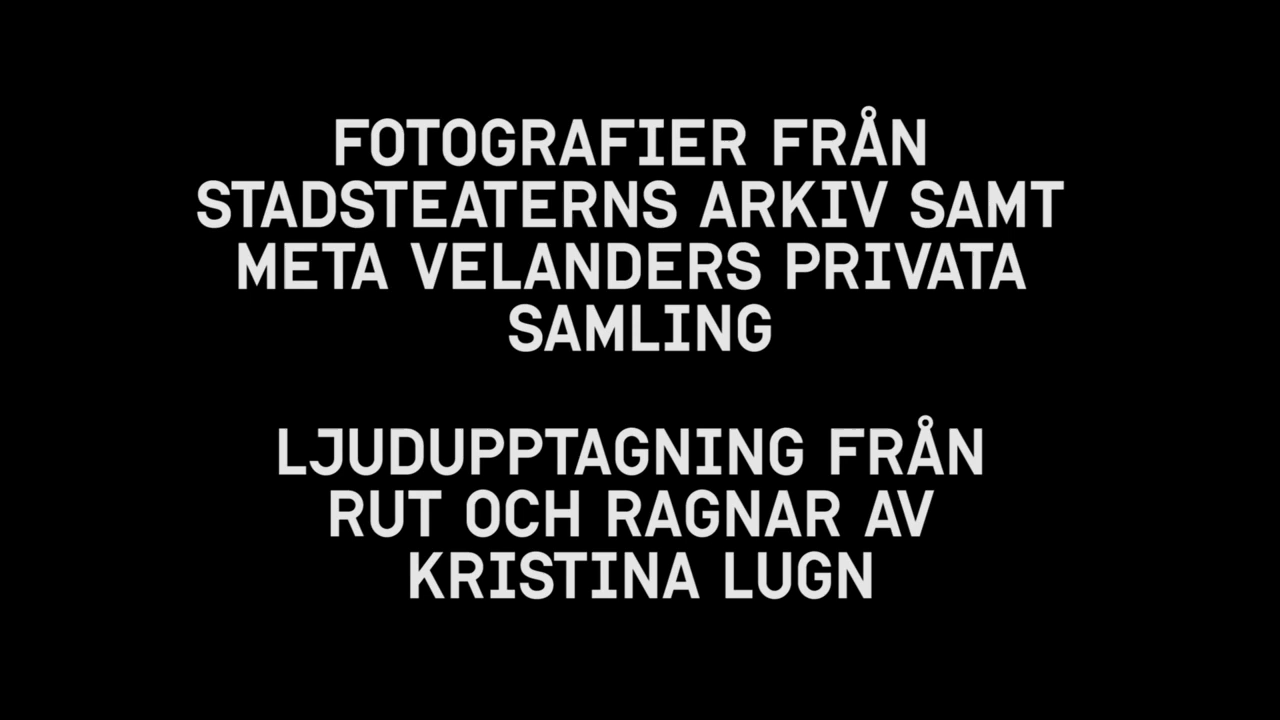 FOTOGRAFIER FRÅN
STADSTEATERNS ARKIV SAMT
META VELANDERS PRIVATA
SAMLING
LJUDUPPTAGNING FRÅN
RUT OCH RAGNAR AV
KRISTINA LUGN